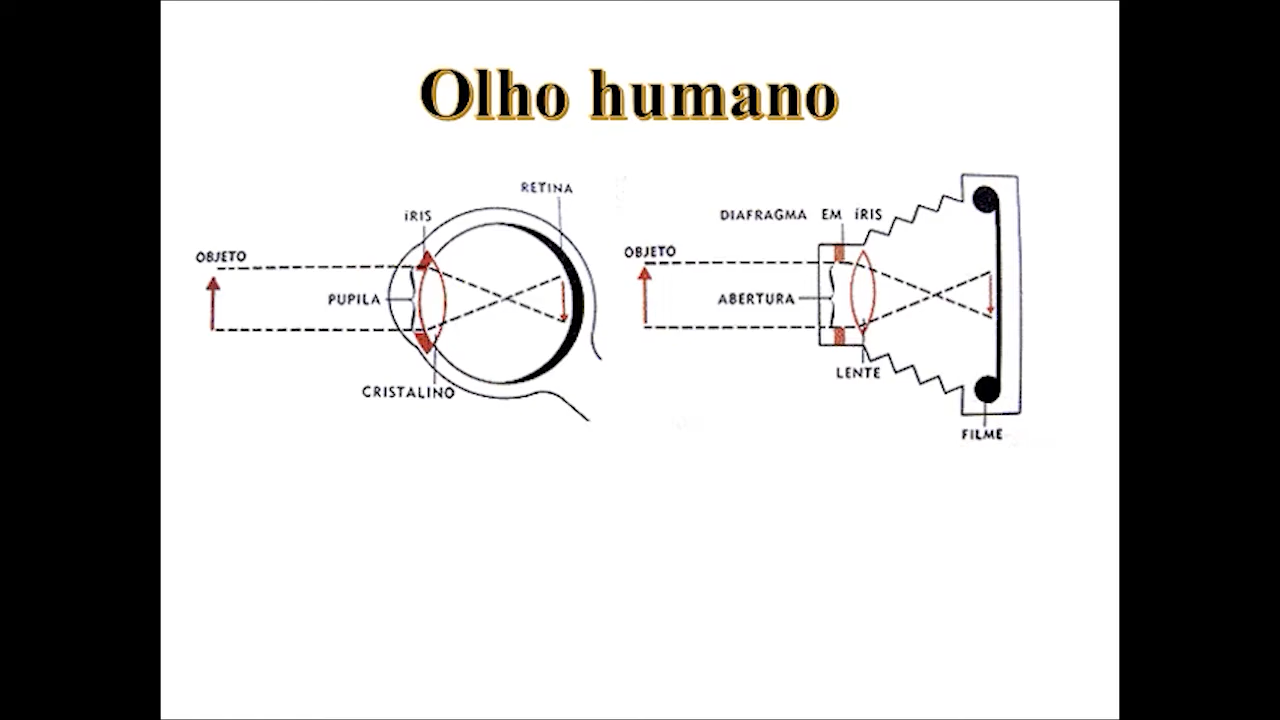 Olho humano
RETINA
íRIS
OBJETO
PUPILA
CRISTALINO
DIAFRAGMA EM íRIS
OBJETO
ABERTURA
LENTE
FILME